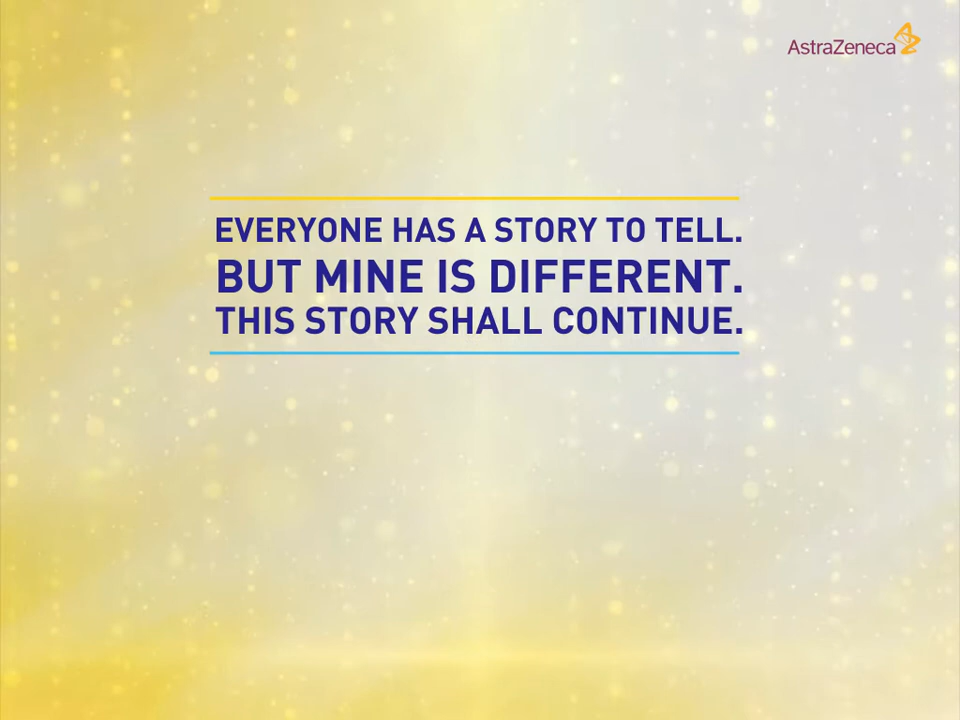 AstraZeneca
EVERYONE HAS A STORY TO TELL.
BUT MINE IS DIFFERENT.
THIS STORY SHALL CONTINUE.